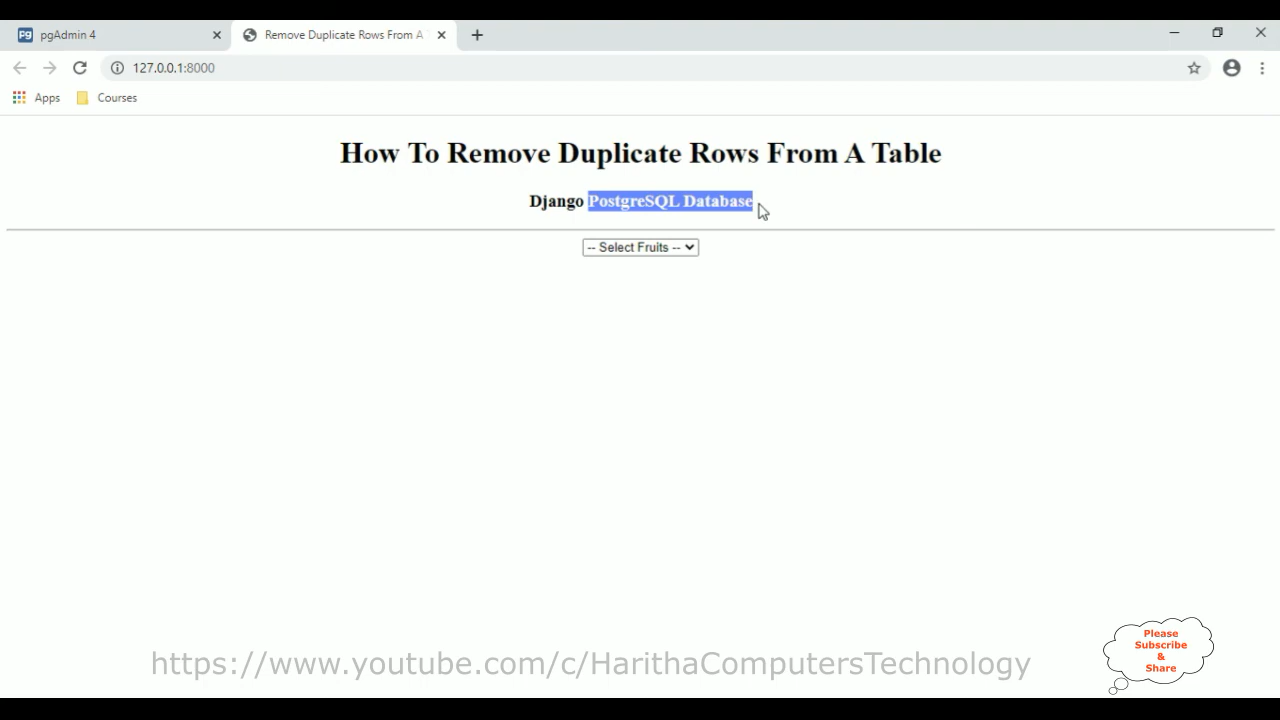 pgAdmin 4
Remove Duplicate Rows From A
127.0.0.1:8000
Apps
Courses
How To Remove Duplicate Rows From A Table
Django PostgreSQL Database
-- Select Fruits --
Please
Subscribe
&
Share
https://www.youtube.com/c/HarithaComputersTechnology